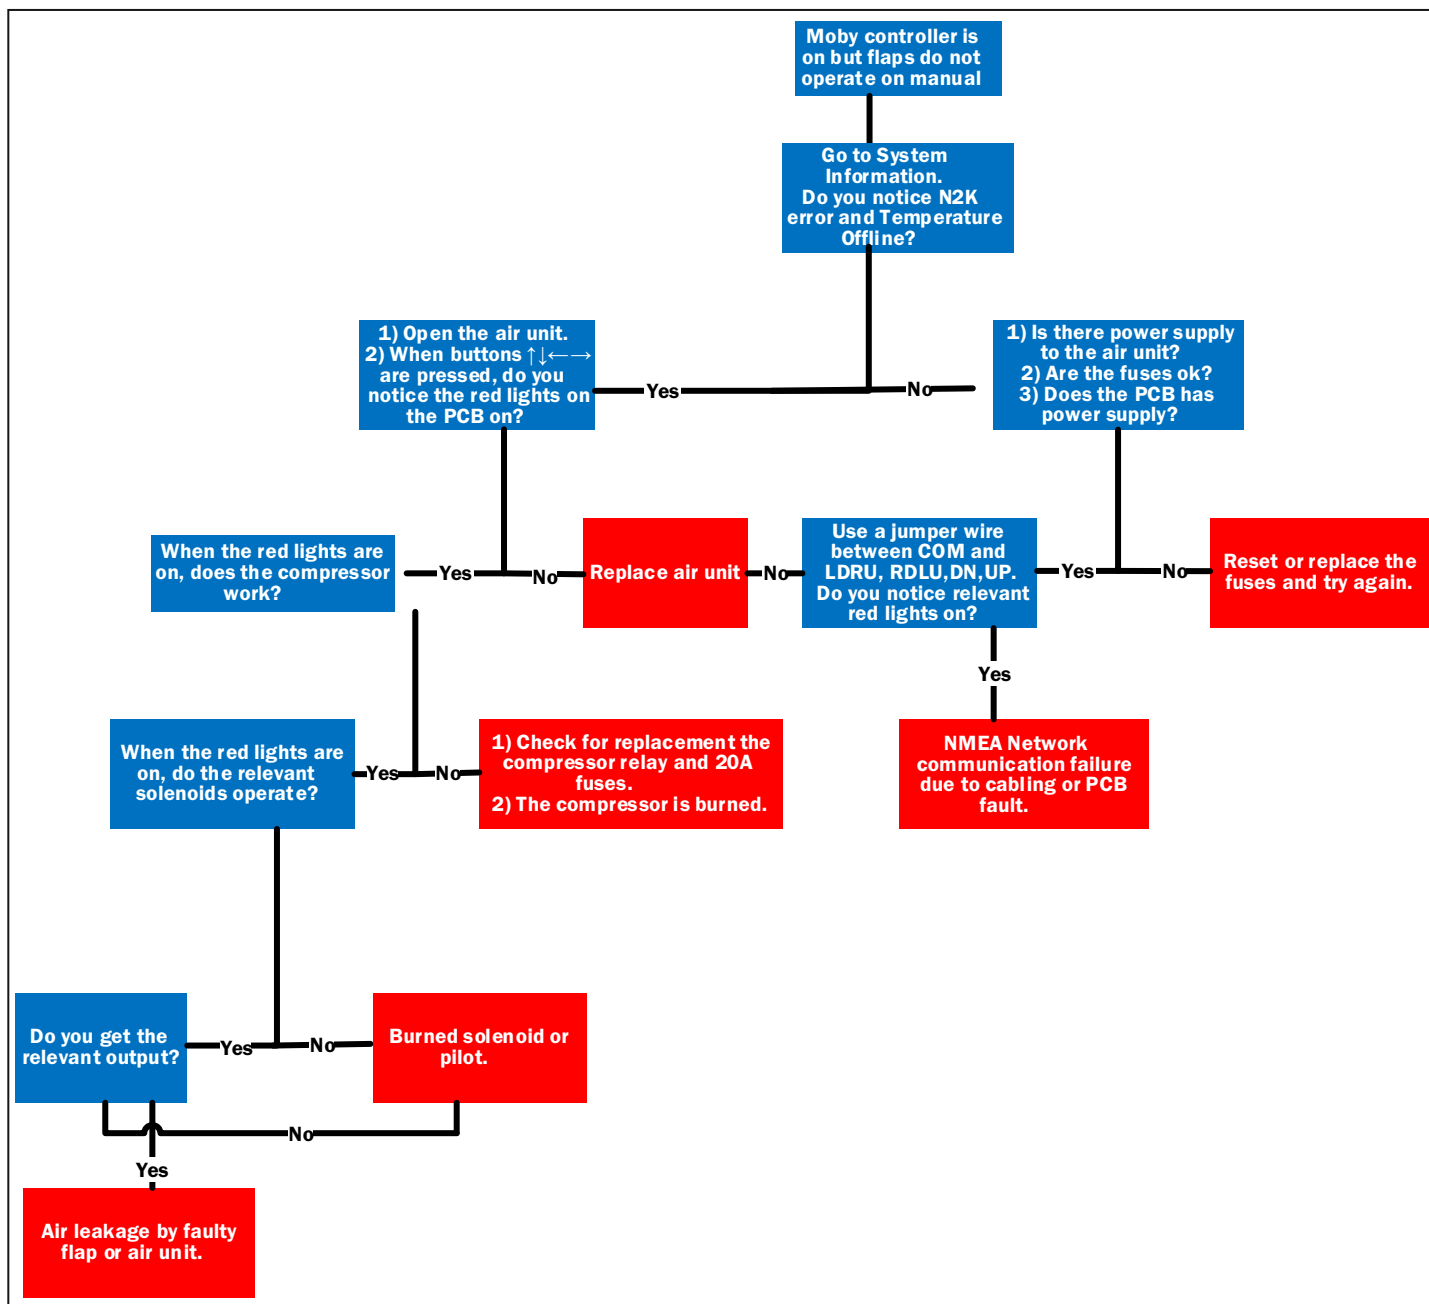 Moby controller is
on but flaps do not
operate on manual
Go to System
Information.
Do you notice N2K
error and Temperature
Offline?
1) Open the air unit.
2) When buttons ↑↓←→
are pressed, do you
notice the red lights on
the PCB on?
Yes
No
1) Is there power supply
to the air unit?
2) Are the fuses ok?
3) Does the PCB has
power supply?
When the red lights are
on, does the compressor
work?
Yes
No
Replace air unit
No
Use a jumper wire
between COM and
LDRU, RDLU,DN,UP.
Do you notice relevant
red lights on?
Yes
No
Reset or replace the
fuses and try again.
Yes
When the red lights are
on, do the relevant
solenoids operate?
Yes
No
1) Check for replacement the
compressor relay and 20A
fuses.
2) The compressor is burned.
NMEA Network
communication failure
due to cabling or PCB
fault.
Do you get the
relevant output?
Yes
No
Burned solenoid or
pilot.
No
Yes
Air leakage by faulty
flap or air unit.